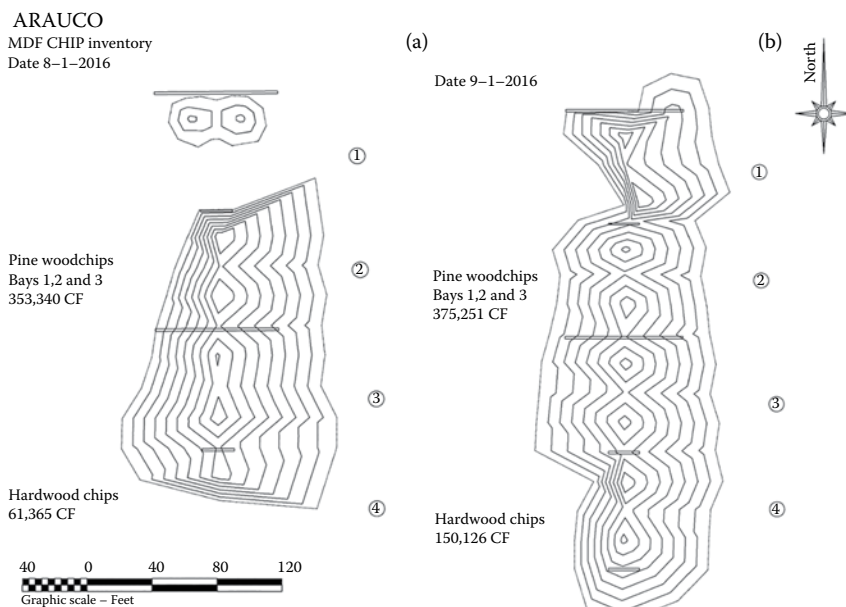 ARAUCO
MDF CHIP inventory
Date 8–1–2016
(a)
1
Pine woodchips
Bays 1,2 and 3
353,340 CF
2
3
Hardwood chips
61,365 CF
4
40 0 40 80 120
Graphic scale – Feet
(b)
North
Date 9–1–2016
1
Pine woodchips
Bays 1,2 and 3
375,251 CF
2
3
Hardwood chips
150,126 CF
4